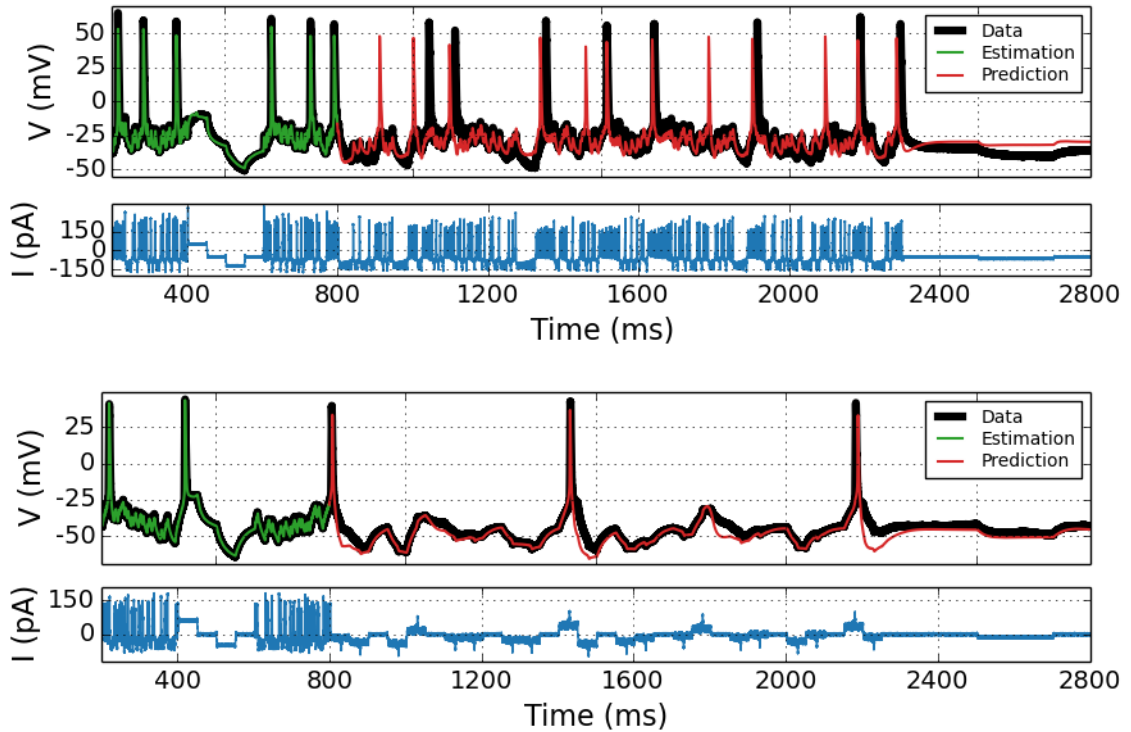 V (mV)
50
25
0
-25
-50
Data
Estimation
Prediction
I (pA)
150
0
-150
400 800 1200 1600 2000 2400 2800
Time (ms)
V (mV)
25
0
-25
-50
Data
Estimation
Prediction
I (pA)
150
0
400 800 1200 1600 2000 2400 2800
Time (ms)